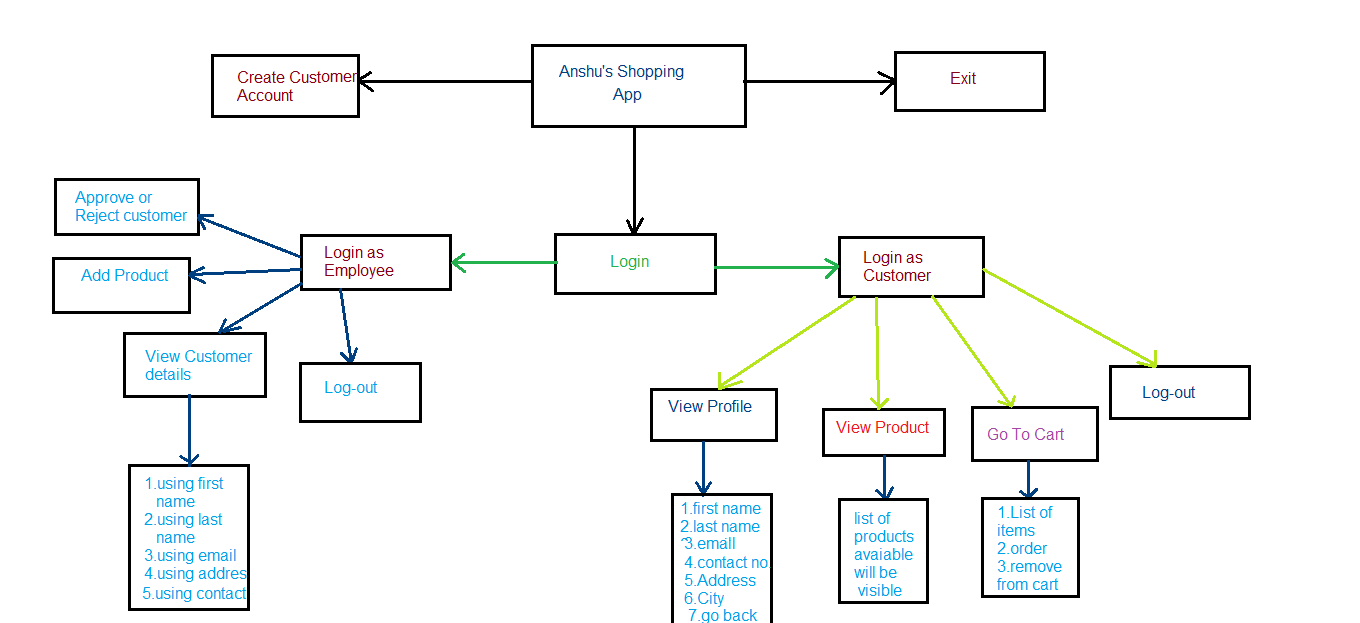 Anshu's Shopping
App
Create Customer
Account
Exit
Approve or
Reject customer
Add Product
Login as
Employee
Login
Login as
Customer
View Customer
details
Log-out
View Profile
View Product
Go To Cart
Log-out
1.using first
name
2.using last
name
3.using email
4.using addres
5.using contact
1.first name
2.last name
3.emall
4.contact no.
5.Address
6.City
7.go back
list of
products
avaiable
will be
visible
1.List of
items
2.order
3.remove
from cart